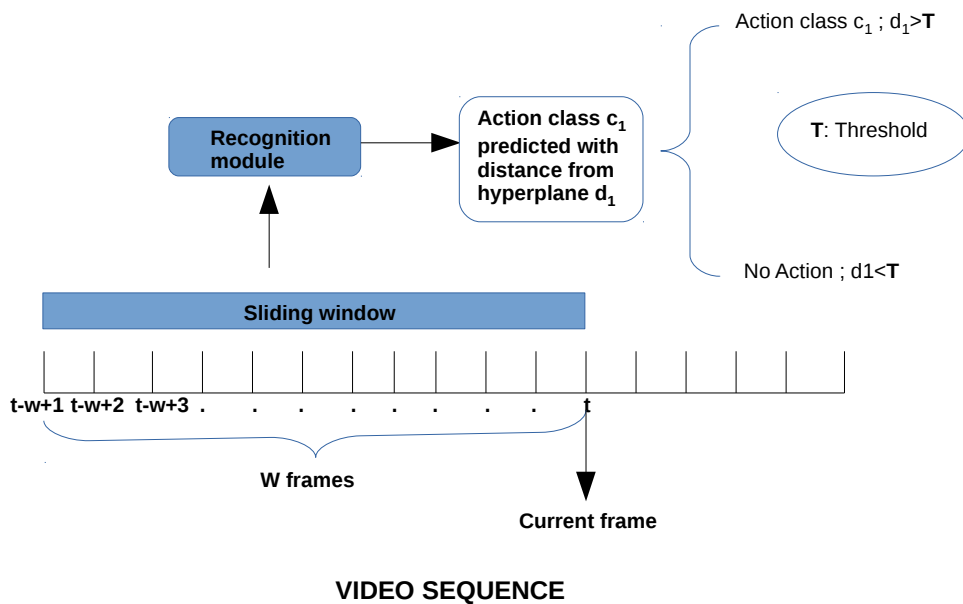 Action class c₁ ; d₁>T
Recognition
module
Action class c₁
predicted with
distance from
hyperplane d₁
T: Threshold
No Action ; d1<T
Sliding window
t-w+1 t-w+2 t-w+3 . . . . . . . . t
W frames
Current frame
VIDEO SEQUENCE